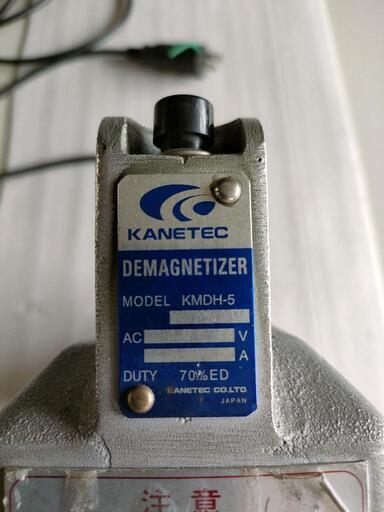 KANETEC
DEMAGNETIZER
MODEL KMDH-5
AC V
A
DUTY 70%ED
KANETEC CO.LTD.
JAPAN
注意